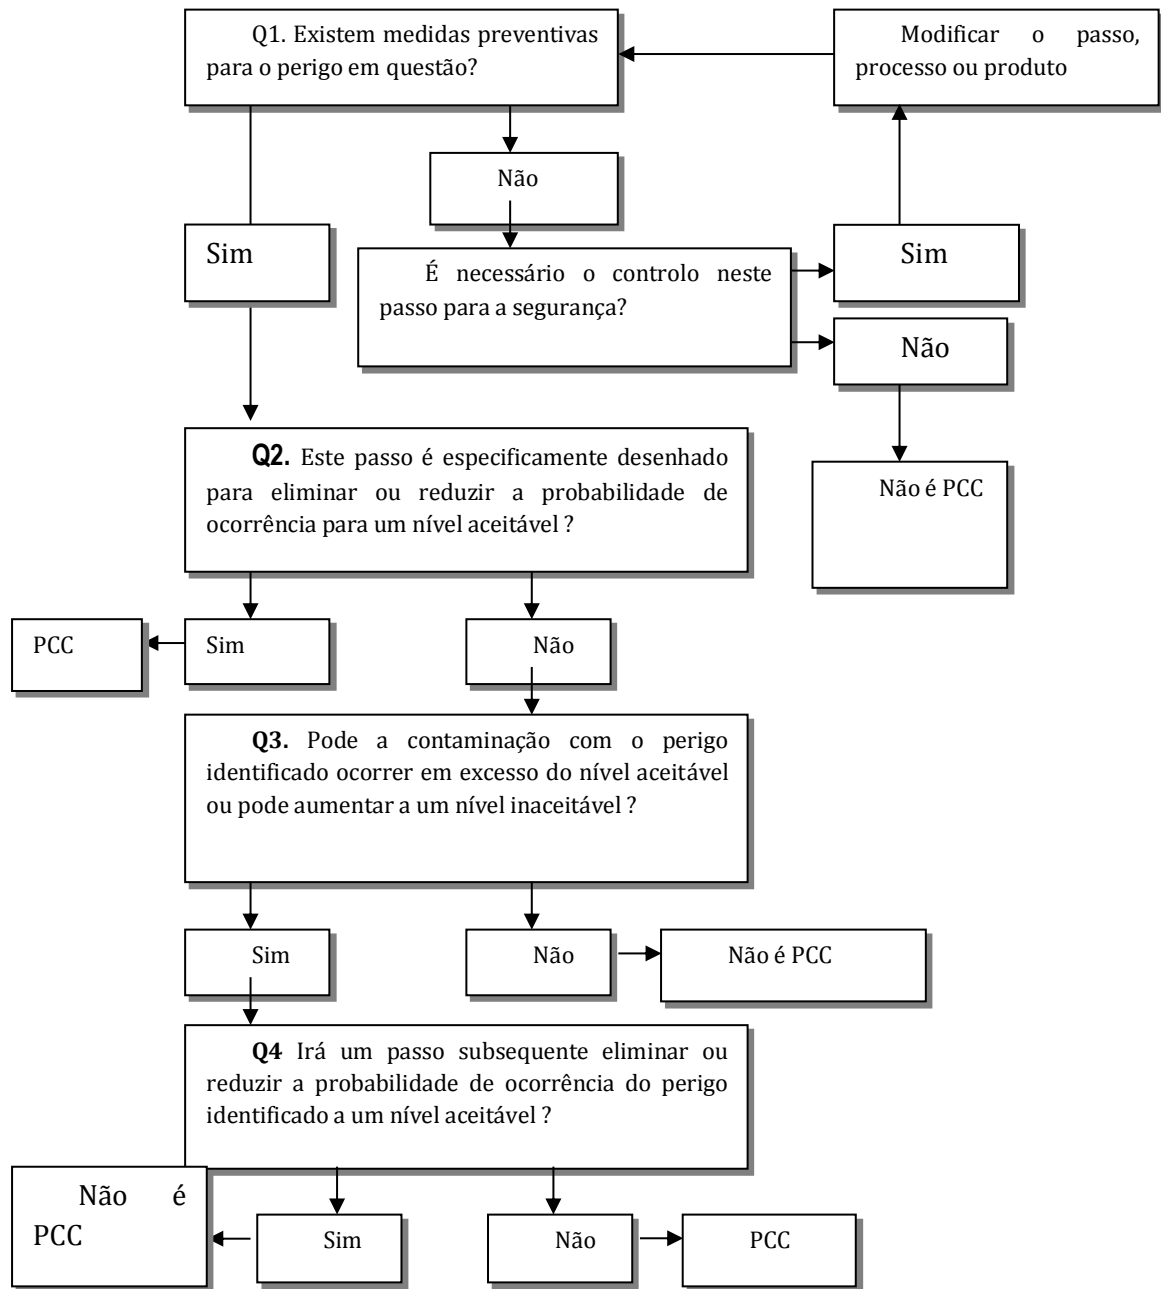 Q1. Existem medidas preventivas
para o perigo em questão?
Modificar o passo,
processo ou produto
Não
Sim
É necessário o controlo neste
passo para a segurança?
Sim
Não
Q2. Este passo é especificamente desenhado
para eliminar ou reduzir a probabilidade de
ocorrência para um nível aceitável ?
Não é PCC
PCC
Sim
Não
Q3. Pode a contaminação com o perigo
identificado ocorrer em excesso do nível aceitável
ou pode aumentar a um nível inaceitável ?
Sim
Não
Não é PCC
Q4 Irá um passo subsequente eliminar ou
reduzir a probabilidade de ocorrência do perigo
identificado a um nível aceitável ?
Não é
PCC
Sim
Não
PCC